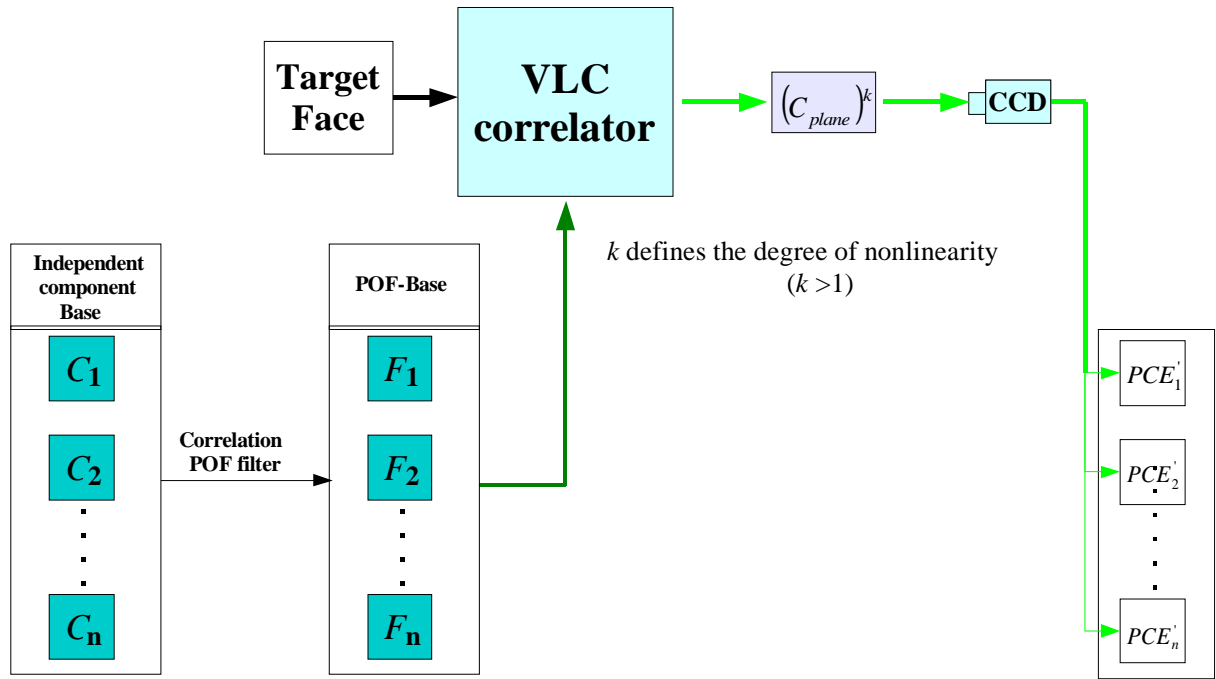 Target
Face
VLC
correlator
(C_plane)^k
CCD
k defines the degree of nonlinearity
(k >1)
Independent
component
Base
C1
C2
Cn
Correlation
POF filter
POF-Base
F1
F2
Fn
PCE'1
PCE'2
PCE'n